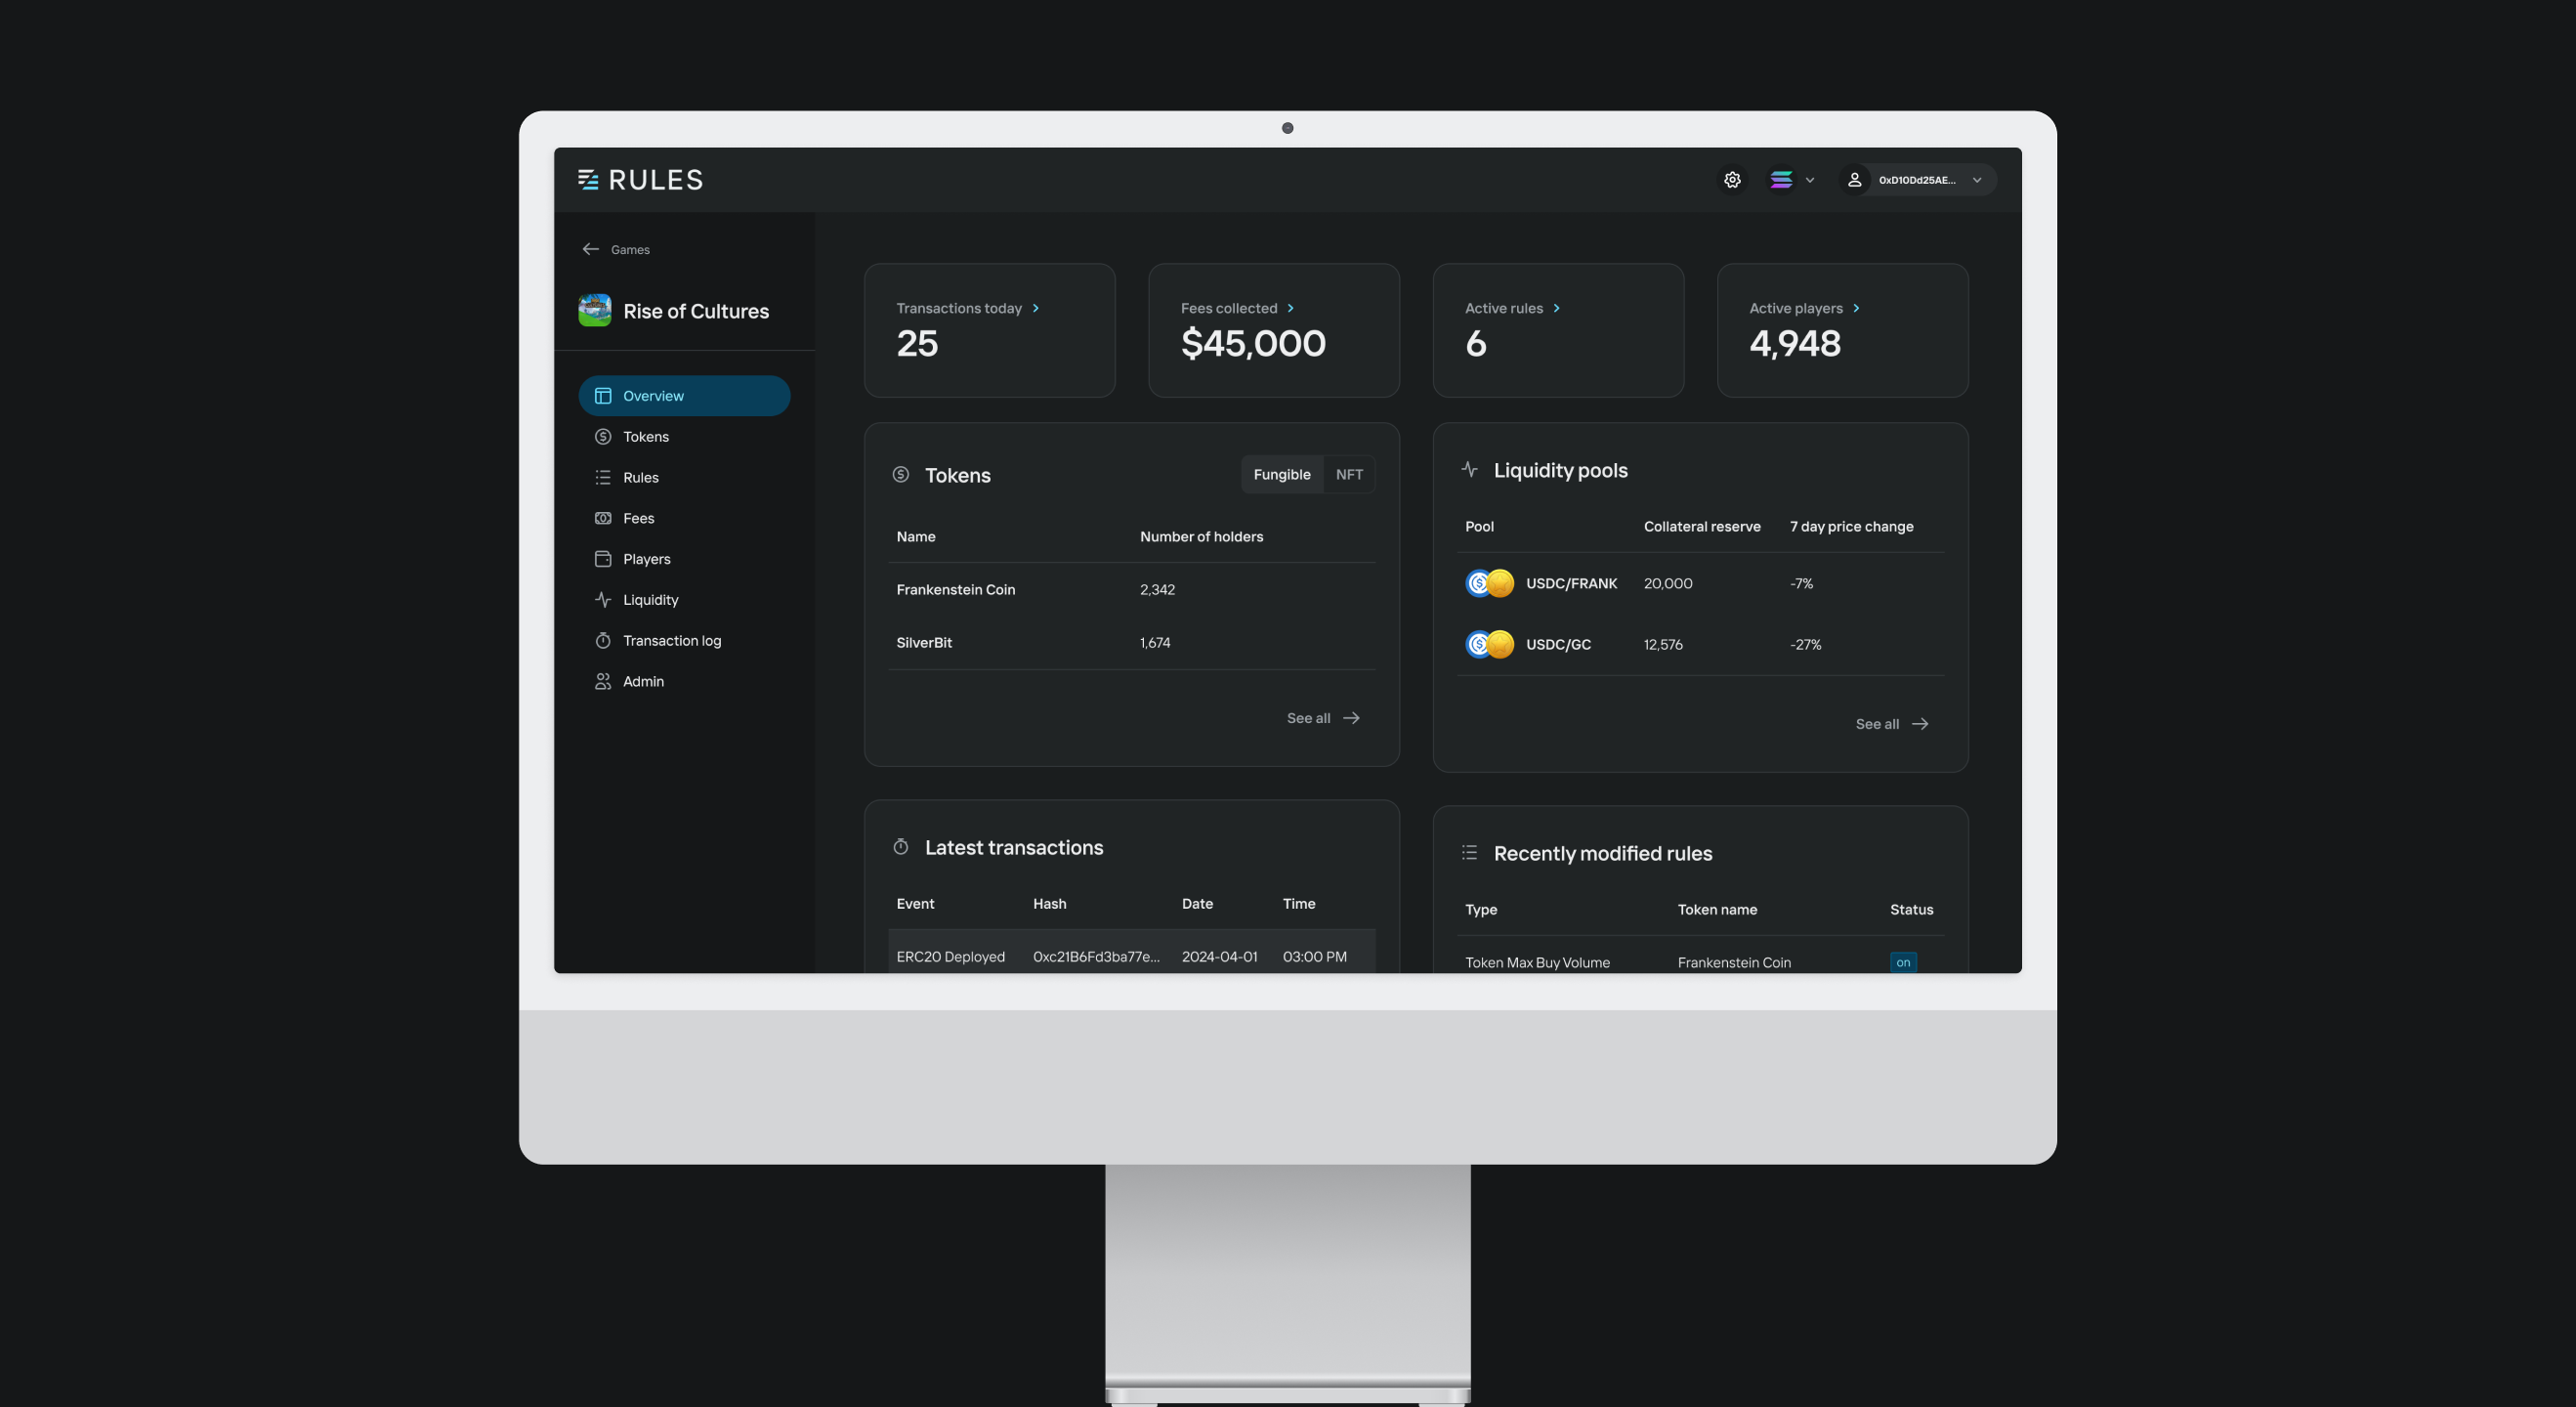 RULES
0xD10Dd25AE...
Games
Rise of Cultures
Overview
Tokens
Rules
Fees
Players
Liquidity
Transaction log
Admin
Transactions today
25
Fees collected
$45,000
Active rules
6
Active players
4,948
Tokens
Fungible NFT
Name Number of holders
Frankenstein Coin 2,342
SilverBit 1,674
See all
Liquidity pools
Pool Collateral reserve 7 day price change
USDC/FRANK 20,000 -7%
USDC/GC 12,576 -27%
See all
Latest transactions
Event Hash Date Time
ERC20 Deployed 0xc21B6Fd3ba77e... 2024-04-01 03:00 PM
Recently modified rules
Type Token name Status
Token Max Buy Volume Frankenstein Coin on